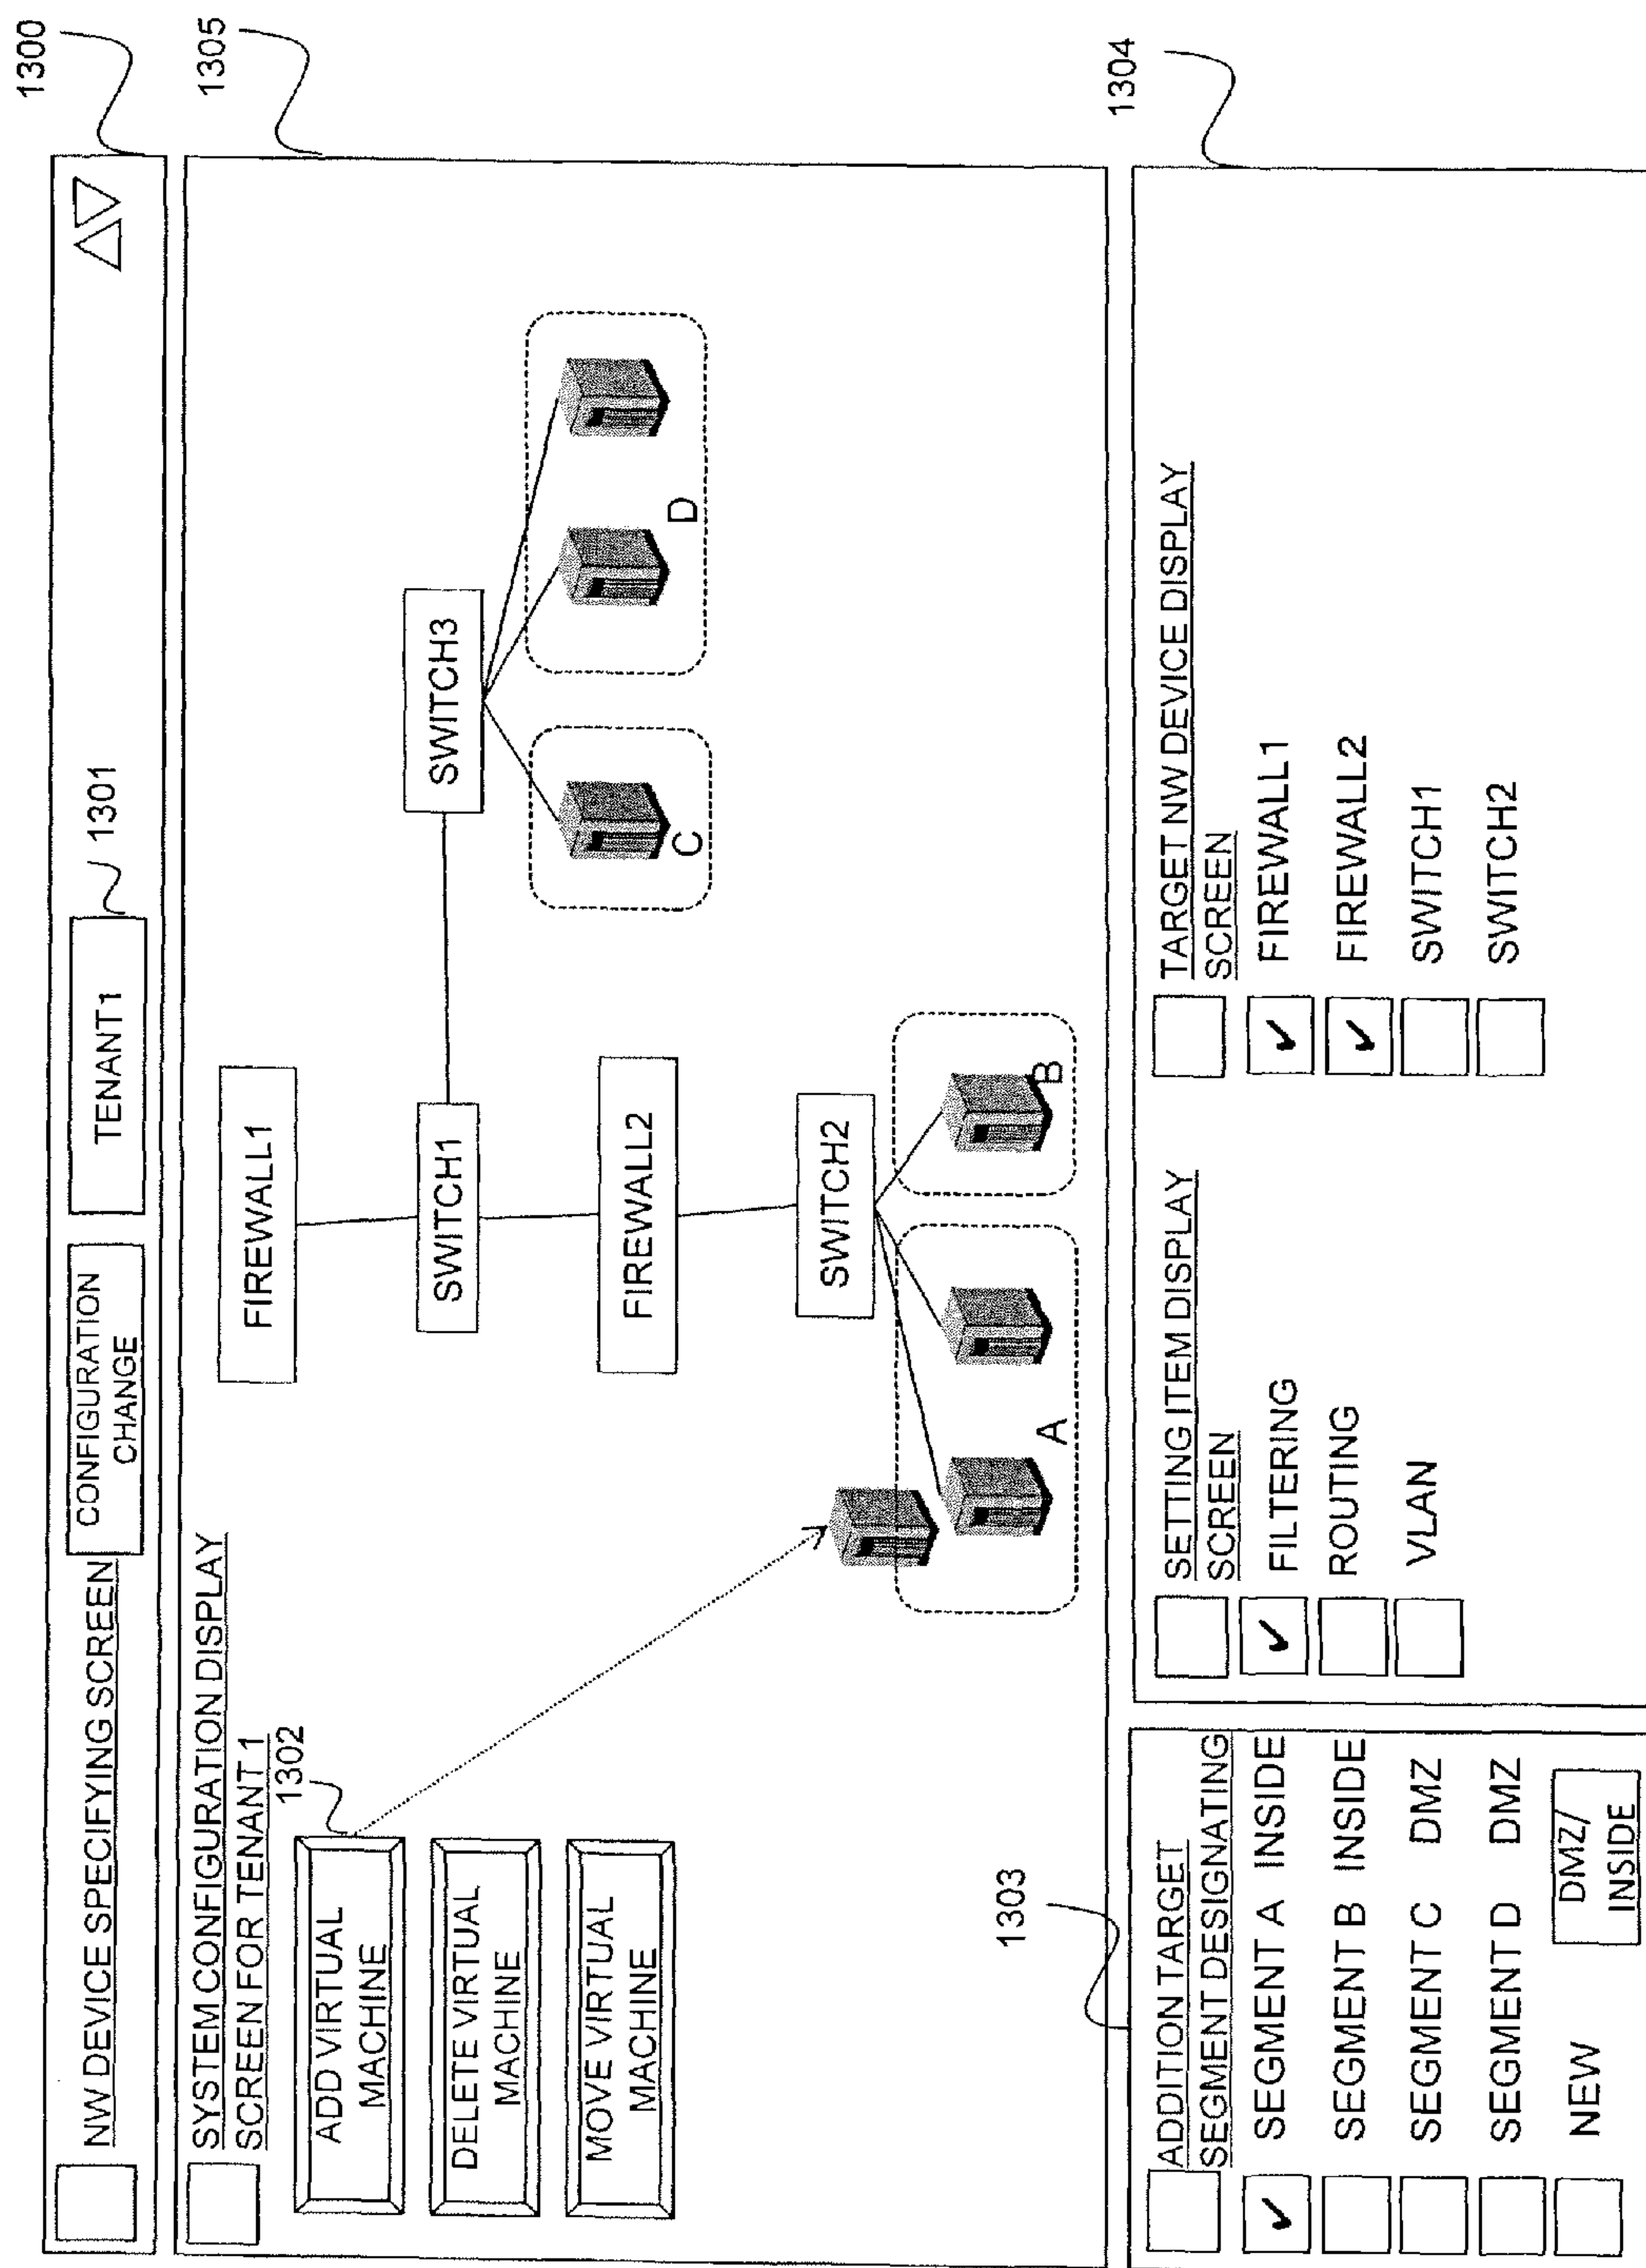 1300
NW DEVICE SPECIFYING SCREEN
CONFIGURATION
CHANGE
TENANT1
1301
1305
SYSTEM CONFIGURATION DISPLAY
SCREEN FOR TENANT 1
1302
ADD VIRTUAL
MACHINE
DELETE VIRTUAL
MACHINE
MOVE VIRTUAL
MACHINE
FIREWALL1
SWITCH1
SWITCH3
FIREWALL2
C
D
SWITCH2
A
B
1303
ADDITION TARGET
SEGMENT DESIGNATING
SEGMENT A INSIDE
SEGMENT B INSIDE
SEGMENT C DMZ
SEGMENT D DMZ
NEW
DMZ/
INSIDE
1304
SETTING ITEM DISPLAY
SCREEN
FILTERING
ROUTING
VLAN
TARGET NW DEVICE DISPLAY
SCREEN
FIREWALL1
FIREWALL2
SWITCH1
SWITCH2